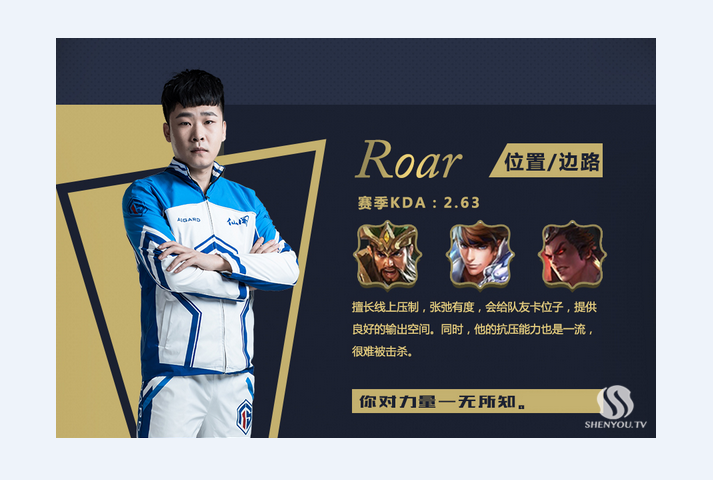 Roar
位置/边路
赛季KDA：2.63
AIGANG
仙阁
擅长线上压制，张弛有度，会给队友卡位子，提供
良好的输出空间。同时，他的抗压能力也是一流，
很难被击杀。
你对力量一无所知。
SHENYOU.TV